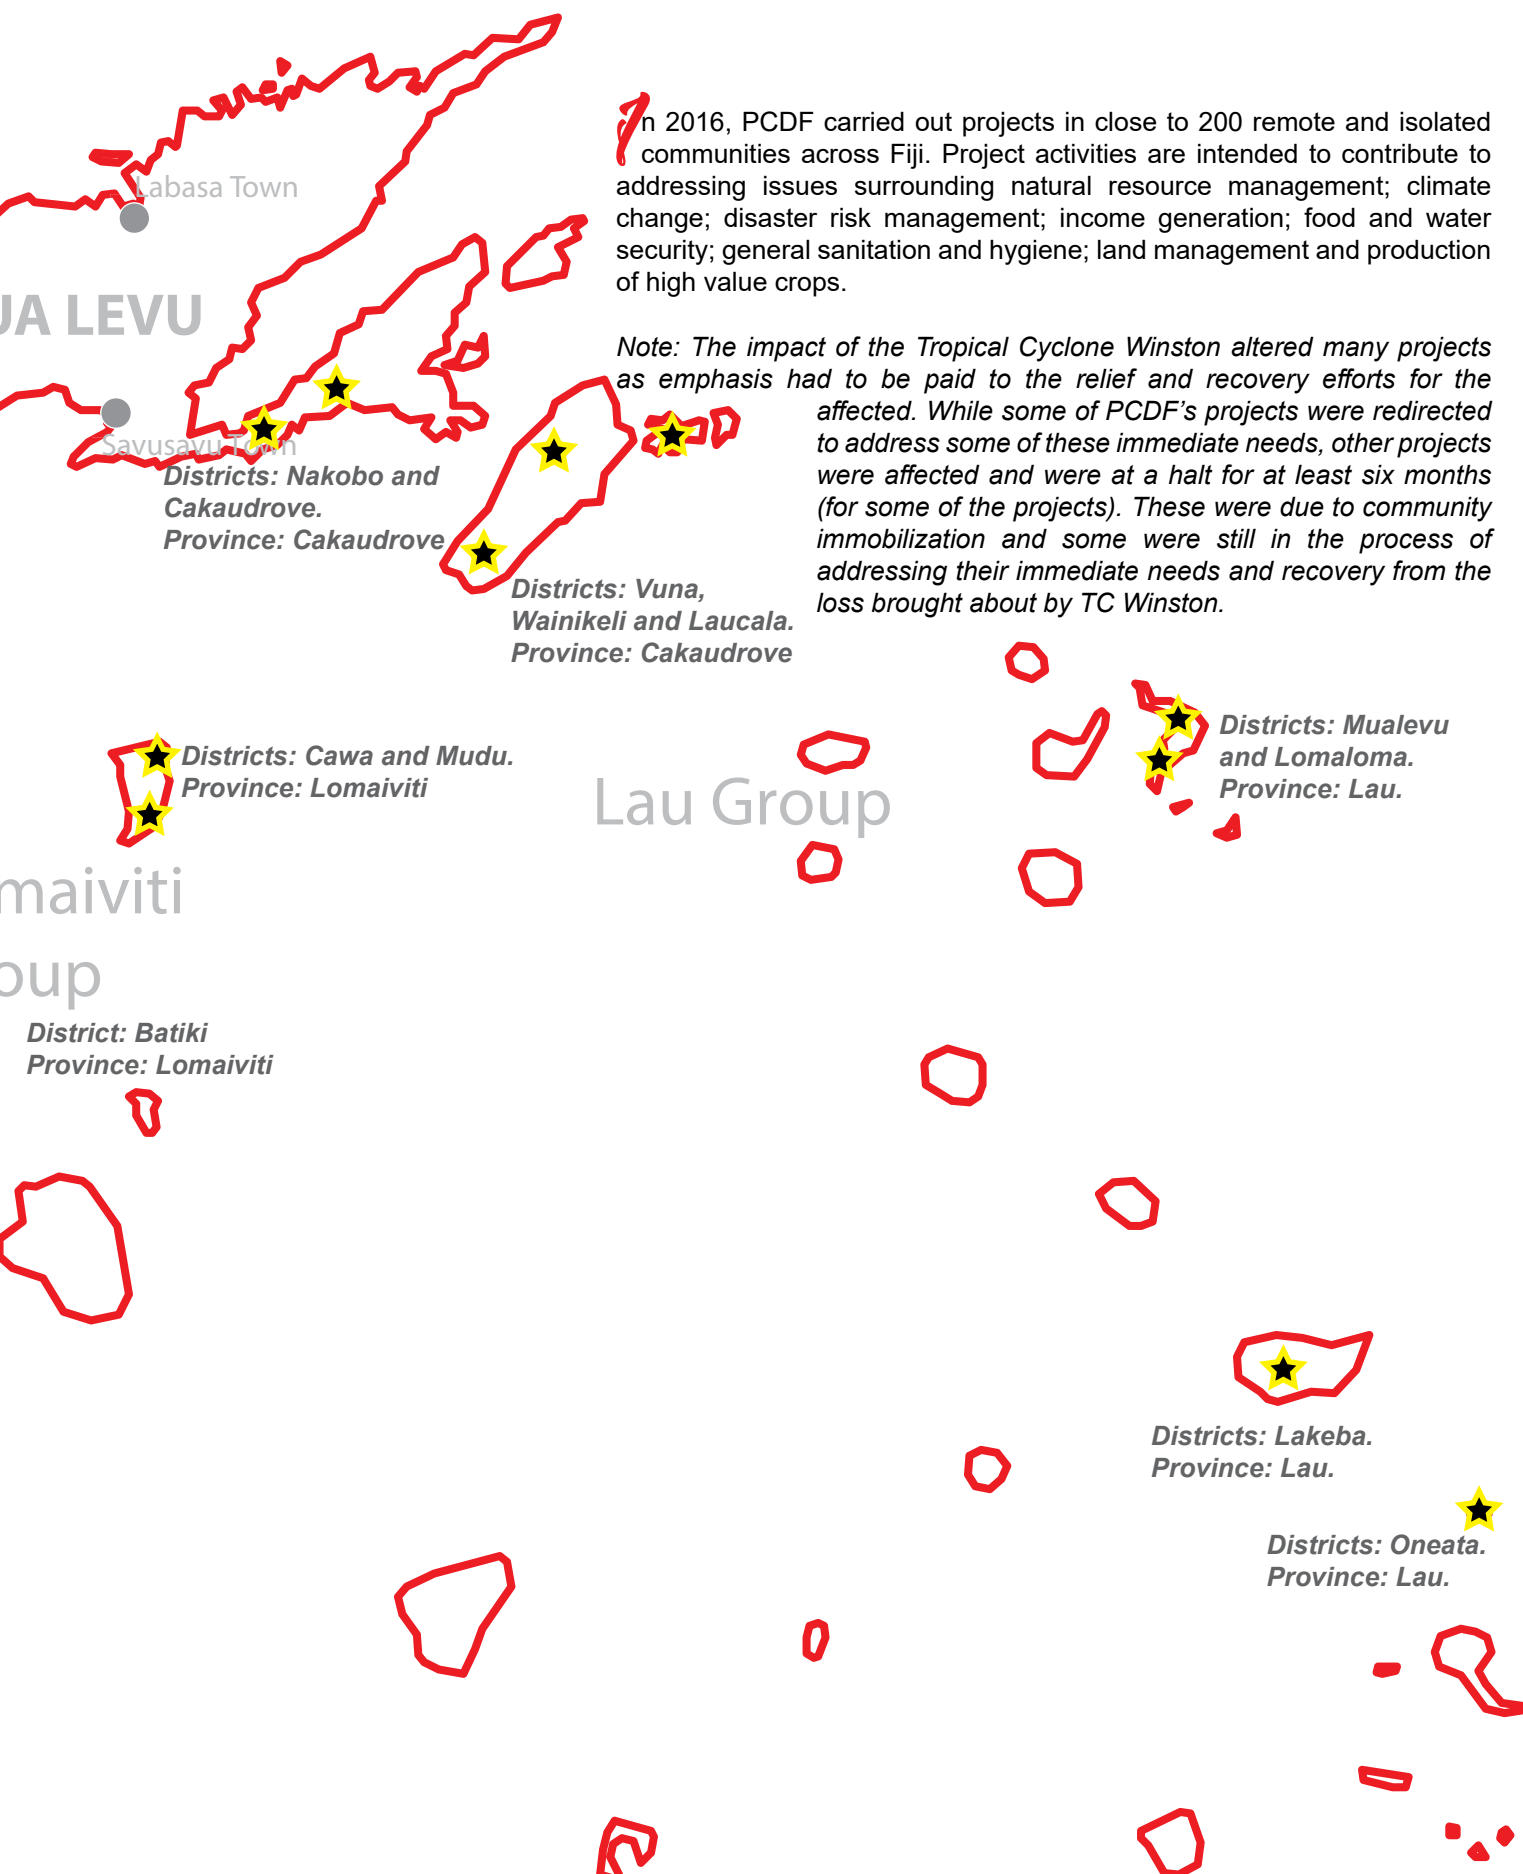 In 2016, PCDF carried out projects in close to 200 remote and isolated
communities across Fiji. Project activities are intended to contribute to
addressing issues surrounding natural resource management; climate
change; disaster risk management; income generation; food and water
security; general sanitation and hygiene; land management and production
of high value crops.
Note: The impact of the Tropical Cyclone Winston altered many projects
as emphasis had to be paid to the relief and recovery efforts for the
affected. While some of PCDF's projects were redirected
to address some of these immediate needs, other projects
were affected and were at a halt for at least six months
(for some of the projects). These were due to community
immobilization and some were still in the process of
addressing their immediate needs and recovery from the
loss brought about by TC Winston.
Labasa Town
UA LEVU
Savusavu Town
Districts: Nakobo and
Cakaudrove.
Province: Cakaudrove
Districts: Vuna,
Wainikeli and Laucala.
Province: Cakaudrove
Districts: Mualevu
and Lomaloma.
Province: Lau.
Districts: Cawa and Mudu.
Province: Lomaiviti
Lau Group
maiviti
oup
District: Batiki
Province: Lomaiviti
Districts: Lakeba.
Province: Lau.
Districts: Oneata.
Province: Lau.